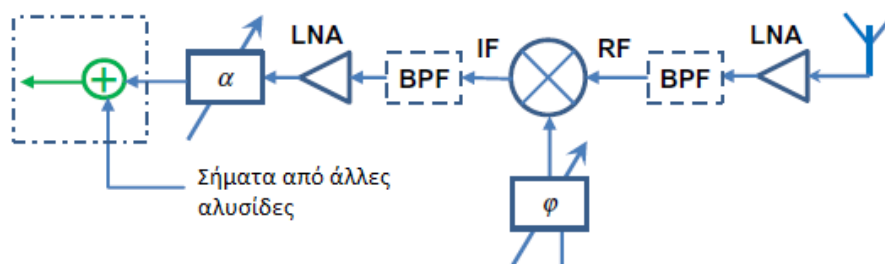 LNA
IF
RF
LNA
α
BPF
BPF
Σήματα από άλλες
αλυσίδες
φ